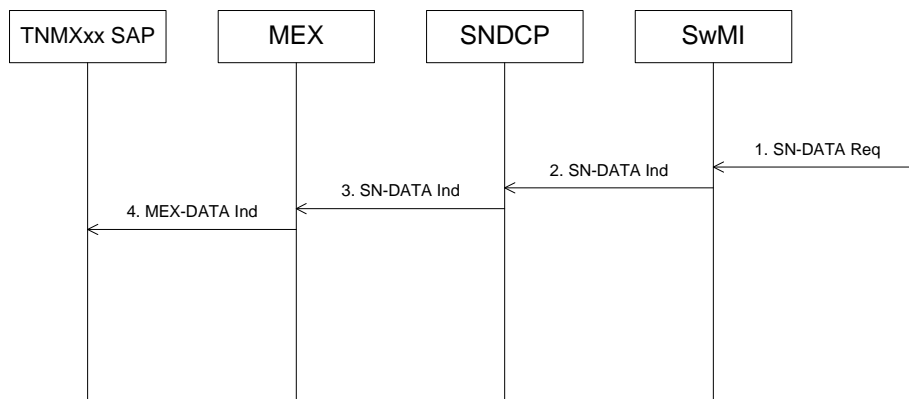 TNMXxx SAP
MEX
SNDCP
SwMI
1. SN-DATA Req
2. SN-DATA Ind
3. SN-DATA Ind
4. MEX-DATA Ind